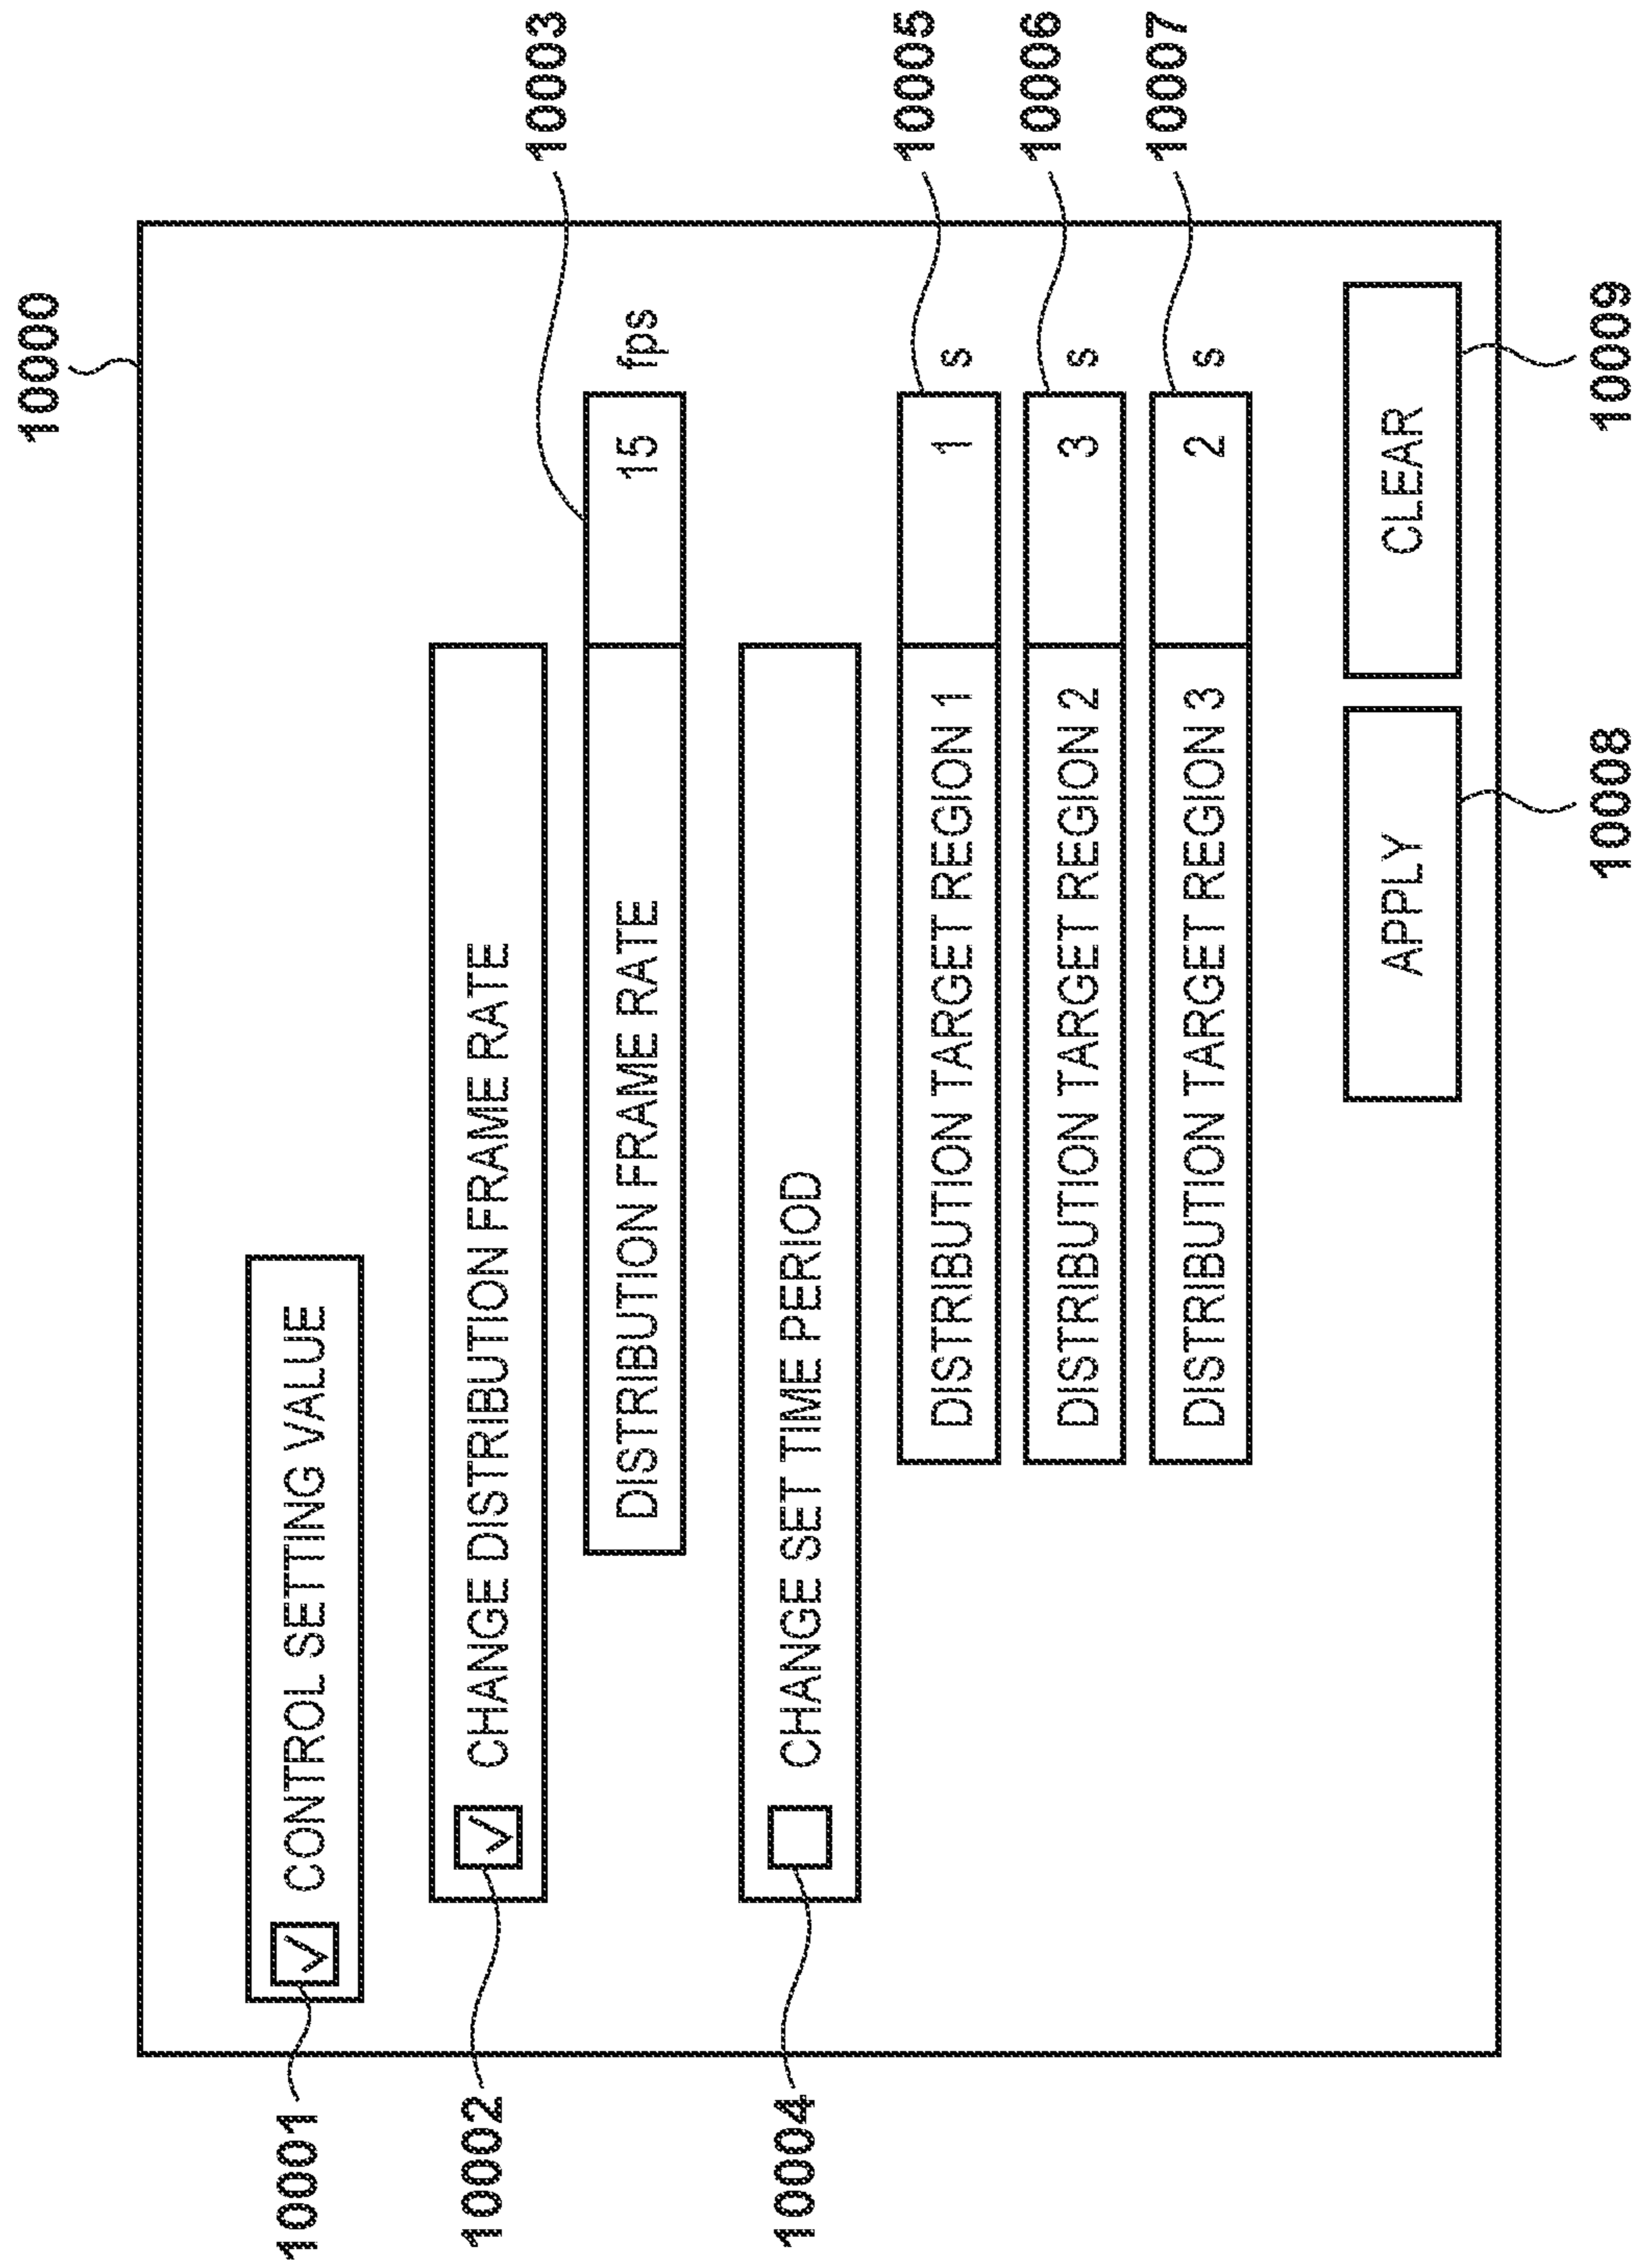 10000
10001
CONTROL SETTING VALUE
10002
CHANGE DISTRIBUTION FRAME RATE
10003
DISTRIBUTION FRAME RATE 15 fps
10004
CHANGE SET TIME PERIOD
10005
DISTRIBUTION TARGET REGION 1 1 s
10006
DISTRIBUTION TARGET REGION 2 3 s
10007
DISTRIBUTION TARGET REGION 3 2 s
APPLY CLEAR
10008 10009